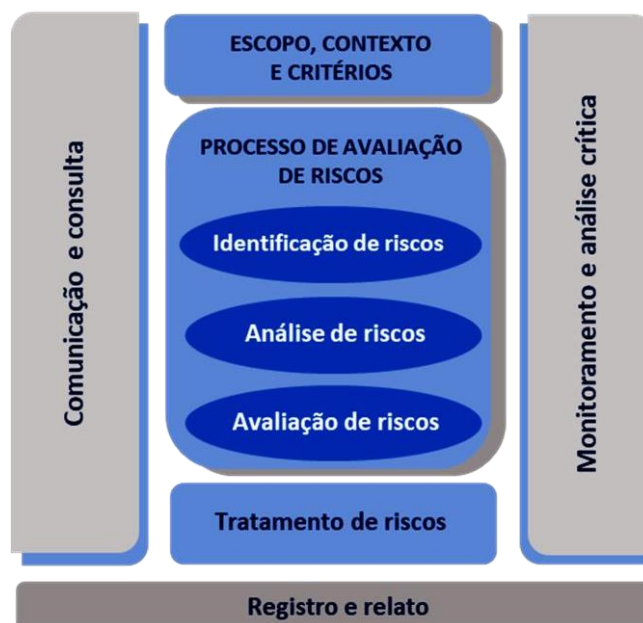 Comunicação e consulta
ESCOPO, CONTEXTO
E CRITÉRIOS
PROCESSO DE AVALIAÇÃO
DE RISCOS
Identificação de riscos
Análise de riscos
Avaliação de riscos
Tratamento de riscos
Monitoramento e análise crítica
Registro e relato